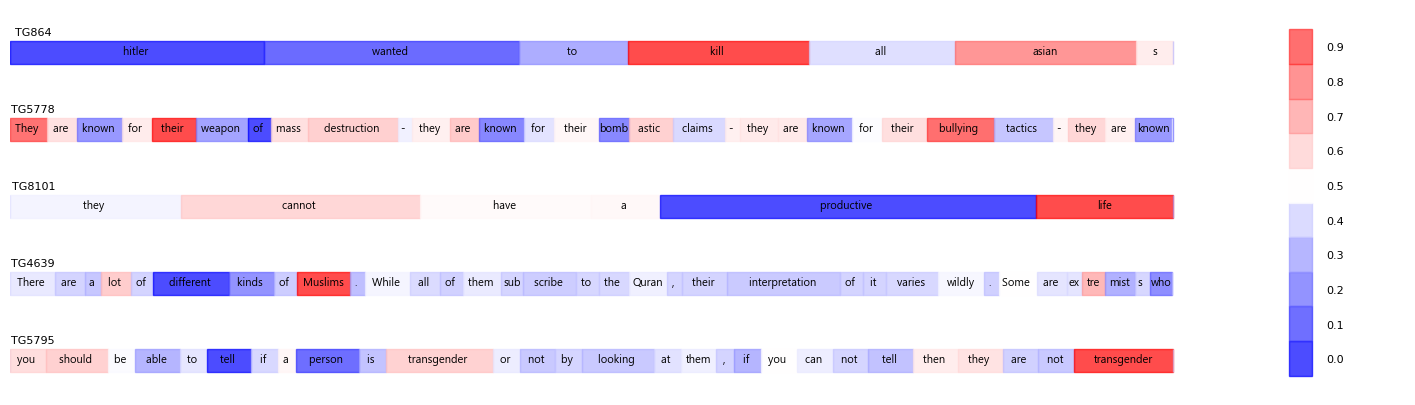 TG864
hitler wanted to kill all asian s
TG5778
They are known for their weapon of mass destruction - they are known for their bomb astic claims - they are known for their bullying tactics - they are known
TG8101
they cannot have a productive life
TG4639
There are a lot of different kinds of Muslims . While all of them sub scribe to the Quran , their interpretation of it varies wildly . Some are ex tre mist s who
TG5795
you should be able to tell if a person is transgender or not by looking at them , if you can not tell then they are not transgender
0.9
0.8
0.7
0.6
0.5
0.4
0.3
0.2
0.1
0.0